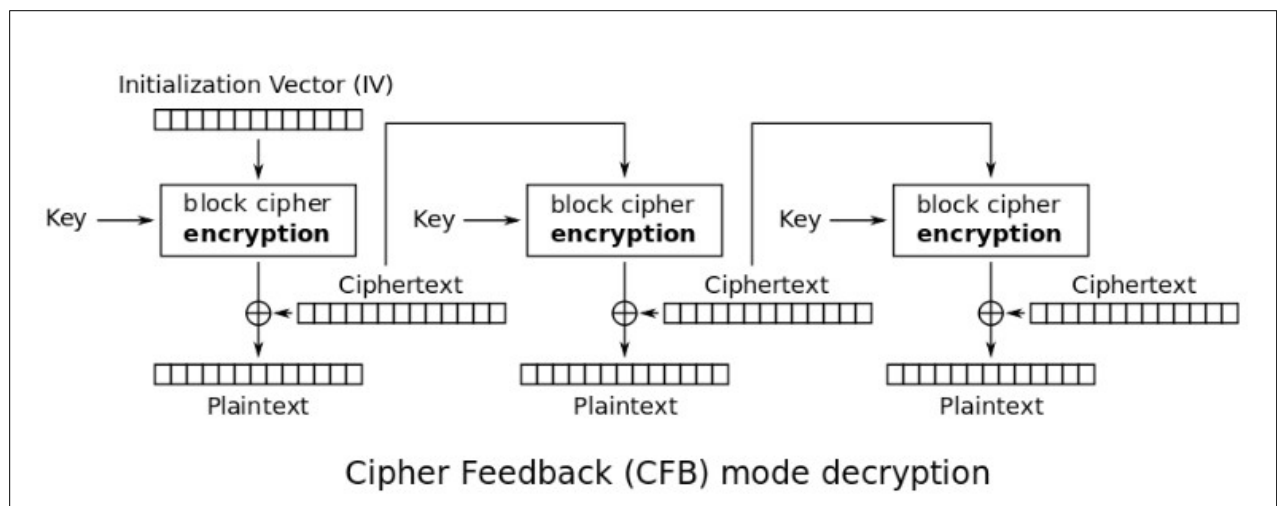 Initialization Vector (IV)
Key
block cipher
encryption
Key
block cipher
encryption
Key
block cipher
encryption
Ciphertext
Ciphertext
Ciphertext
Plaintext
Plaintext
Plaintext
Cipher Feedback (CFB) mode decryption